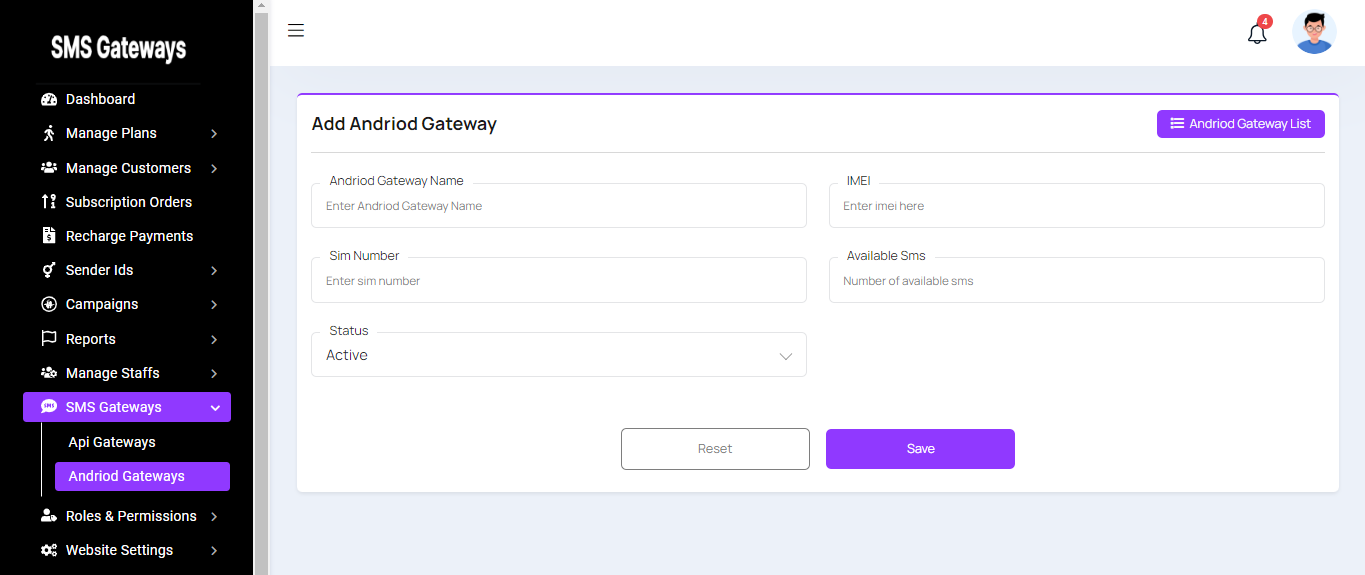 SMS Gateways
Dashboard
Manage Plans
Manage Customers
Subscription Orders
Recharge Payments
Sender Ids
Campaigns
Reports
Manage Staffs
SMS Gateways
Api Gateways
Andriod Gateways
Roles & Permissions
Website Settings
4
Add Andriod Gateway
Andriod Gateway List
Andriod Gateway Name
Enter Andriod Gateway Name
IMEI
Enter imei here
Sim Number
Enter sim number
Available Sms
Number of available sms
Status
Active
Reset
Save